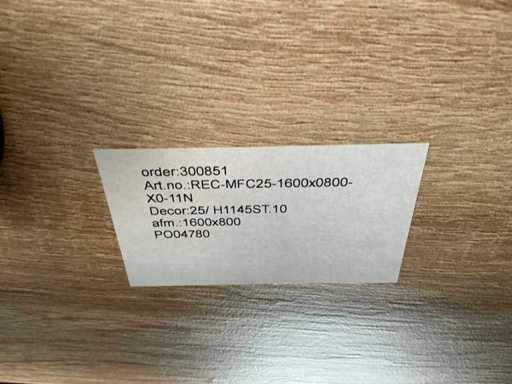 order:300851
Art.no.:REC-MFC25-1600x0800-
X0-11N
Decor:25/ H1145ST.10
afm.:1600x800
PO04780